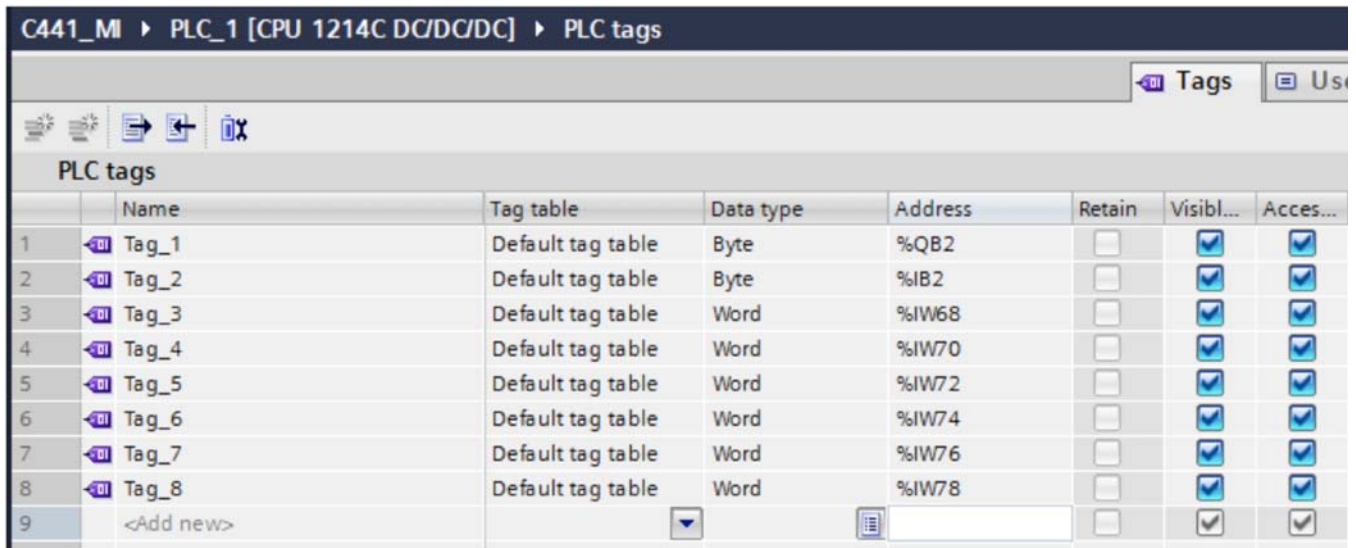 C441_MI ▸ PLC_1 [CPU 1214C DC/DC/DC] ▸ PLC tags
Tags
PLC tags
Name Tag table Data type Address Retain Visibl... Acces...
1 Tag_1 Default tag table Byte %QB2
2 Tag_2 Default tag table Byte %IB2
3 Tag_3 Default tag table Word %IW68
4 Tag_4 Default tag table Word %IW70
5 Tag_5 Default tag table Word %IW72
6 Tag_6 Default tag table Word %IW74
7 Tag_7 Default tag table Word %IW76
8 Tag_8 Default tag table Word %IW78
9 <Add new>